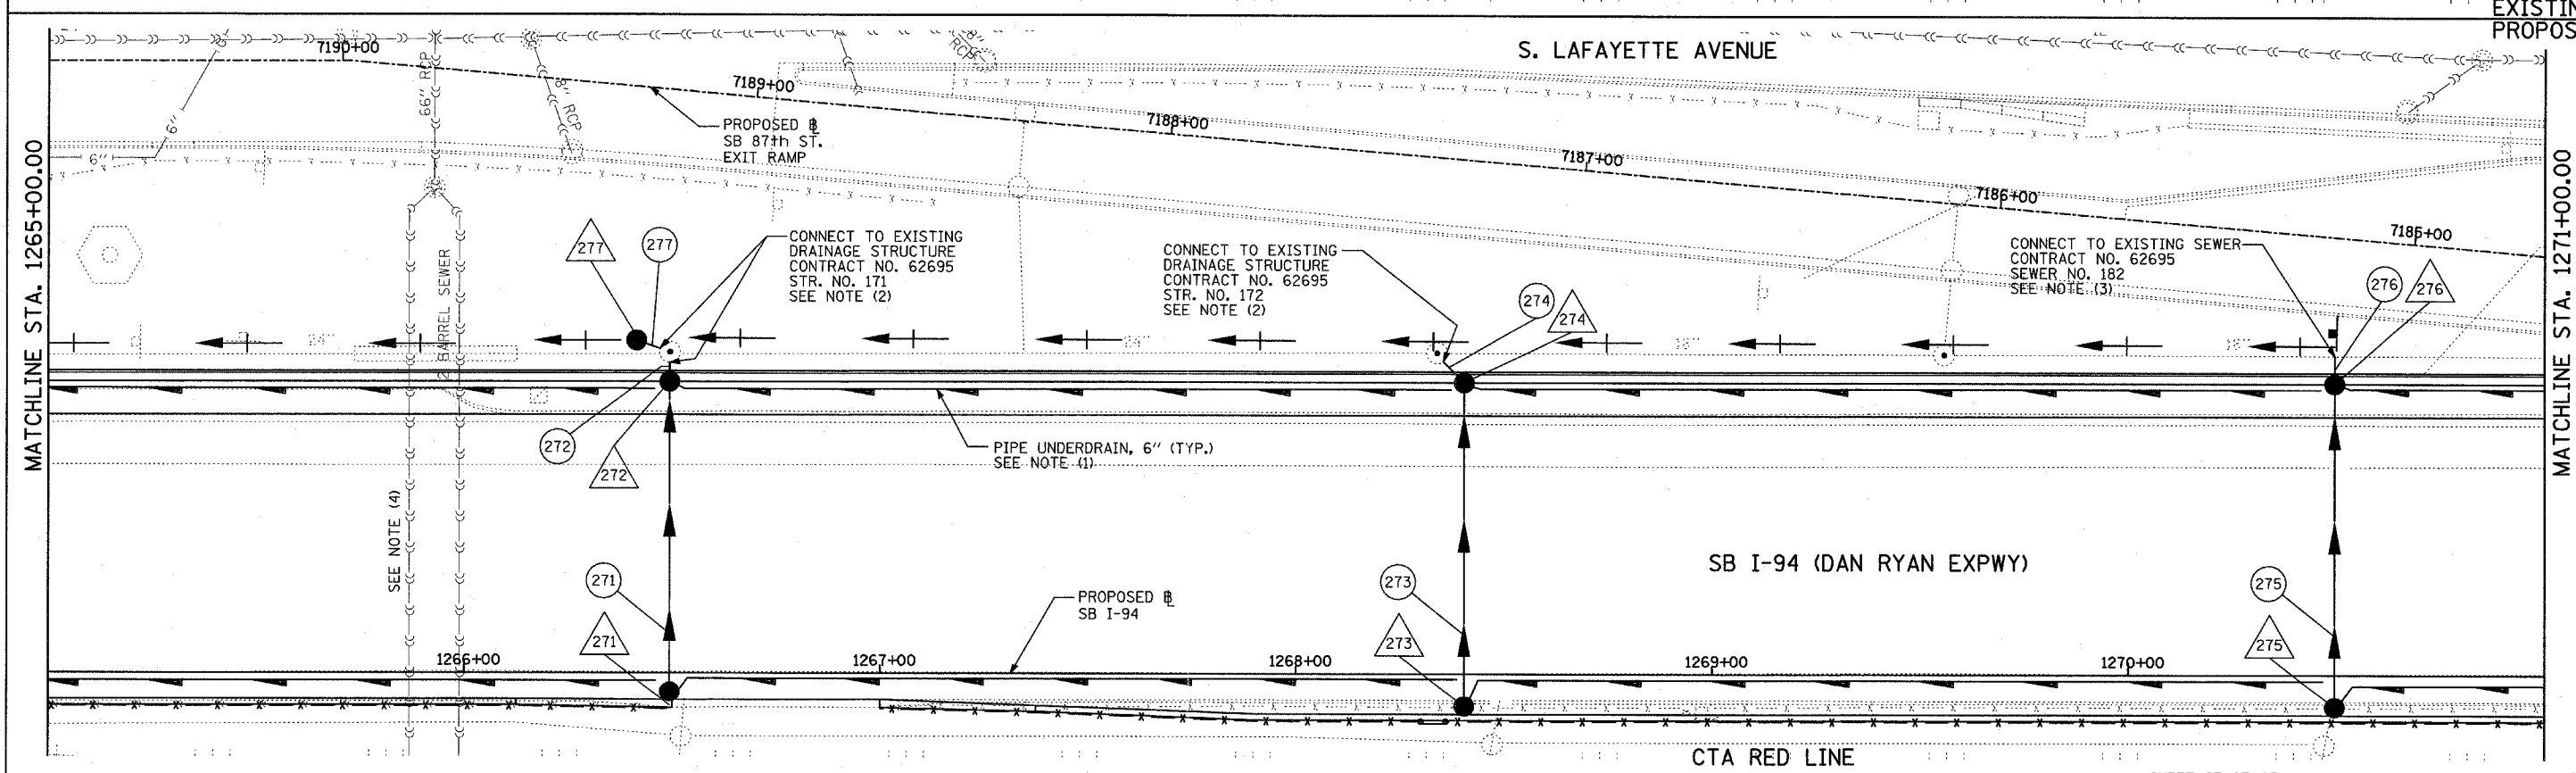 EXISTIN
PROPOS
S. LAFAYETTE AVENUE
7190+00
7189+00
7188+00
7187+00
7186+00
7185+00
66" RCP
8" RCP
8"
RCP
6"
6"
PROPOSED B
SB 87th ST.
EXIT RAMP
MATCHLINE STA. 1265+00.00
MATCHLINE STA. 1271+00.00
277
277
CONNECT TO EXISTING
DRAINAGE STRUCTURE
CONTRACT NO. 62695
STR. NO. 171
SEE NOTE (2)
CONNECT TO EXISTING
DRAINAGE STRUCTURE
CONTRACT NO. 62695
STR. NO. 172
SEE NOTE (2)
CONNECT TO EXISTING SEWER
CONTRACT NO. 62695
SEWER NO. 182
SEE NOTE (3)
274
274
276
276
2 BARREL SEWER
24"
24"
18"
18"
272
272
PIPE UNDERDRAIN, 6" (TYP.)
SEE NOTE (1)
SEE NOTE (4)
SB I-94 (DAN RYAN EXPWY)
271
271
273
273
275
275
PROPOSED B
SB I-94
1266+00
1267+00
1268+00
1269+00
1270+00
CTA RED LINE